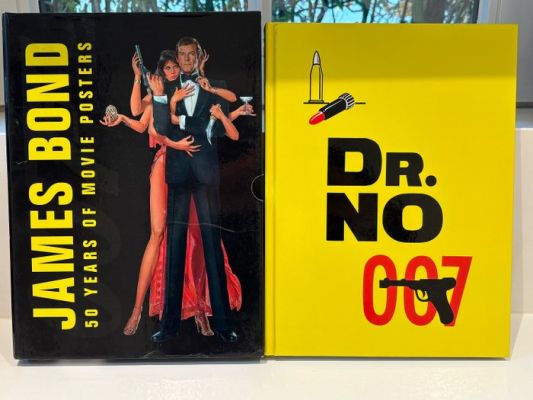 JAMES BOND
50 YEARS OF MOVIE POSTERS
DR.
NO
007